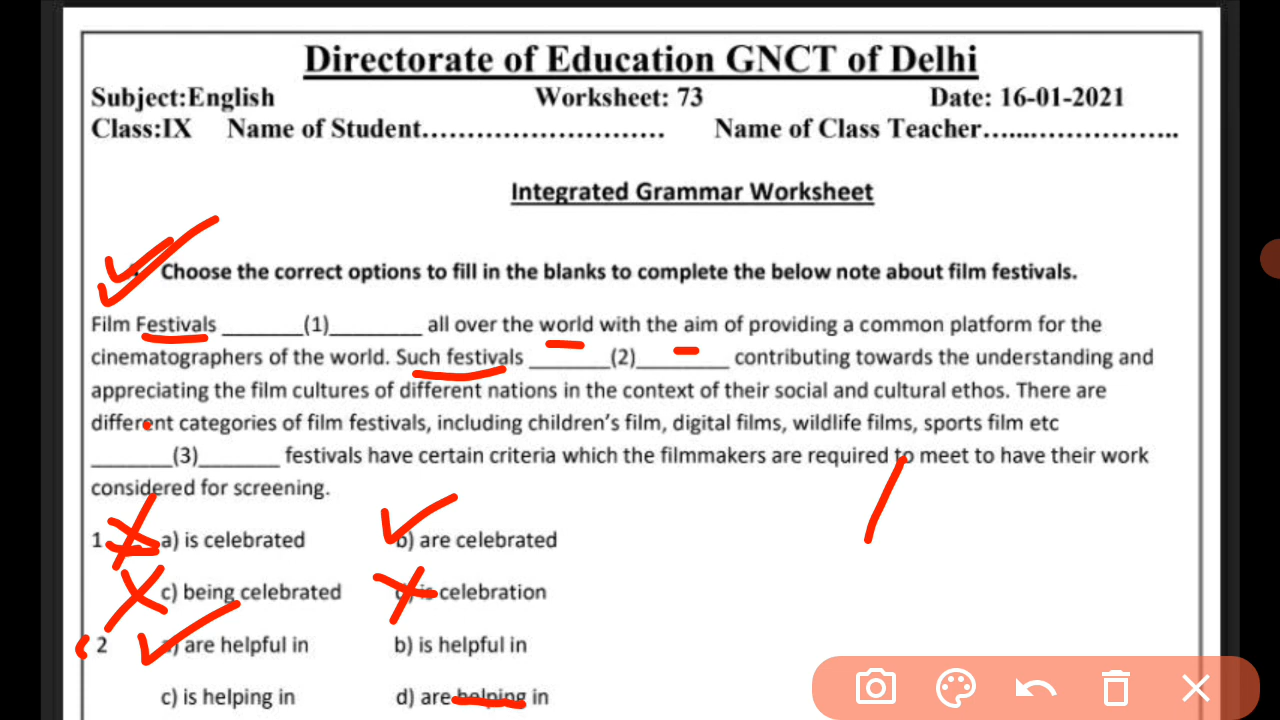 Directorate of Education GNCT of Delhi
Subject:English Worksheet: 73 Date: 16-01-2021
Class:IX Name of Student........................... Name of Class Teacher......................
Integrated Grammar Worksheet
Choose the correct options to fill in the blanks to complete the below note about film festivals.
Film Festivals _______(1)________ all over the world with the aim of providing a common platform for the
cinematographers of the world. Such festivals _______(2)________ contributing towards the understanding and
appreciating the film cultures of different nations in the context of their social and cultural ethos. There are
different categories of film festivals, including children’s film, digital films, wildlife films, sports film etc
_______(3)_______ festivals have certain criteria which the filmmakers are required to meet to have their work
considered for screening.
1 a) is celebrated b) are celebrated
c) being celebrated d) is celebration
2 a) are helpful in b) is helpful in
c) is helping in d) are helping in